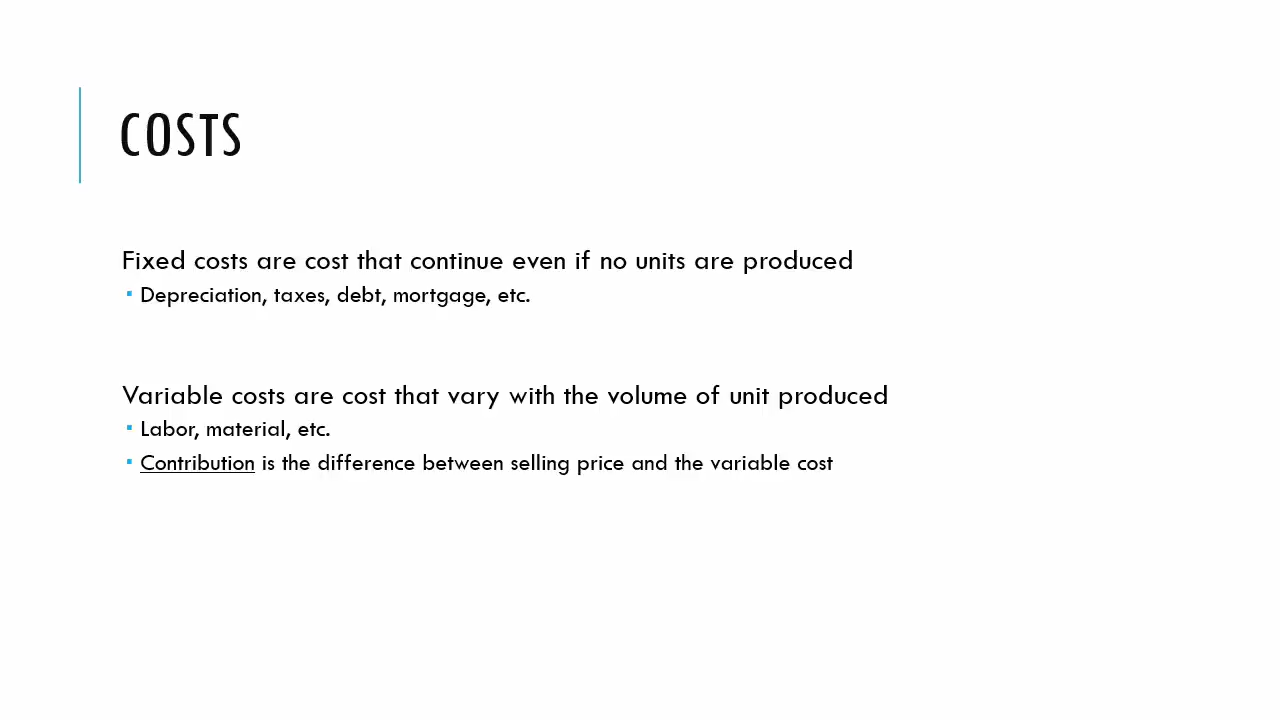 COSTS
Fixed costs are cost that continue even if no units are produced
▪ Depreciation, taxes, debt, mortgage, etc.
Variable costs are cost that vary with the volume of unit produced
▪ Labor, material, etc.
▪ Contribution is the difference between selling price and the variable cost